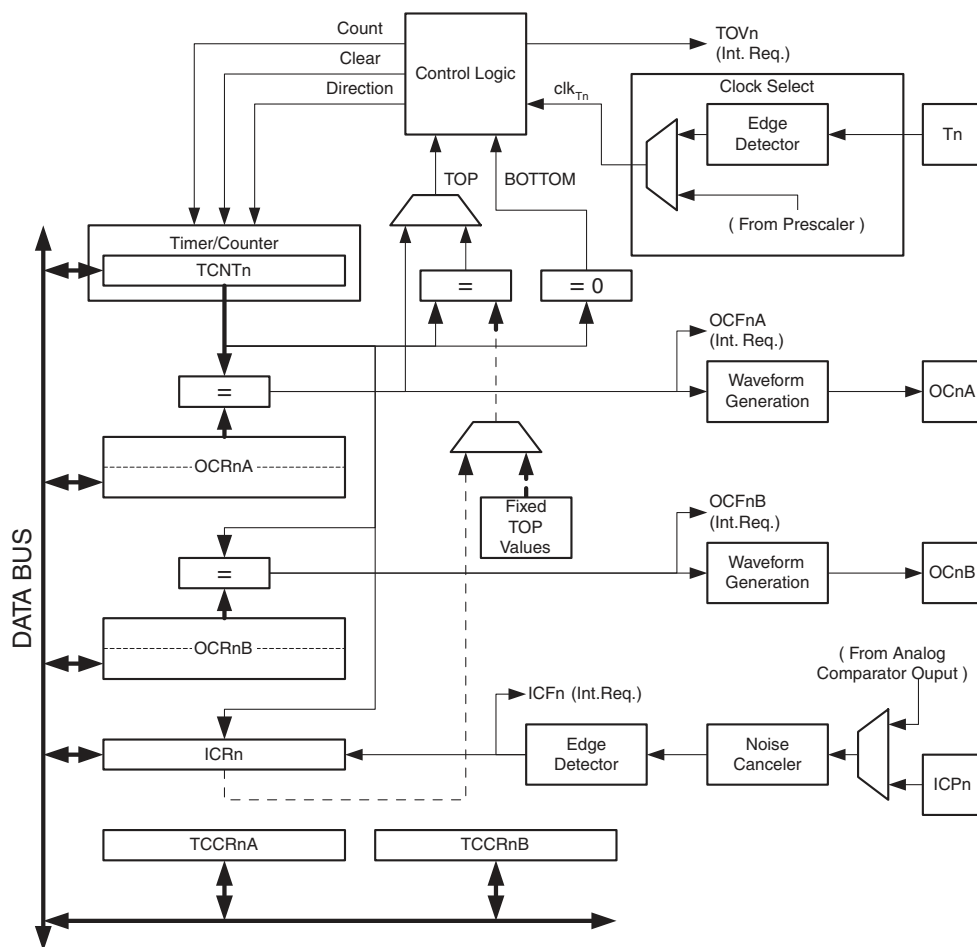 Count
Clear
Direction
Control Logic
TOVn
(Int. Req.)
clkTn
Clock Select
Edge
Detector
Tn
( From Prescaler )
TOP
BOTTOM
Timer/Counter
TCNTn
=
= 0
OCFnA
(Int. Req.)
=
Waveform
Generation
OCnA
OCRnA
Fixed
TOP
Values
OCFnB
(Int.Req.)
=
Waveform
Generation
OCnB
OCRnB
DATA BUS
( From Analog
Comparator Ouput )
ICFn (Int.Req.)
ICRn
Edge
Detector
Noise
Canceler
ICPn
TCCRnA
TCCRnB